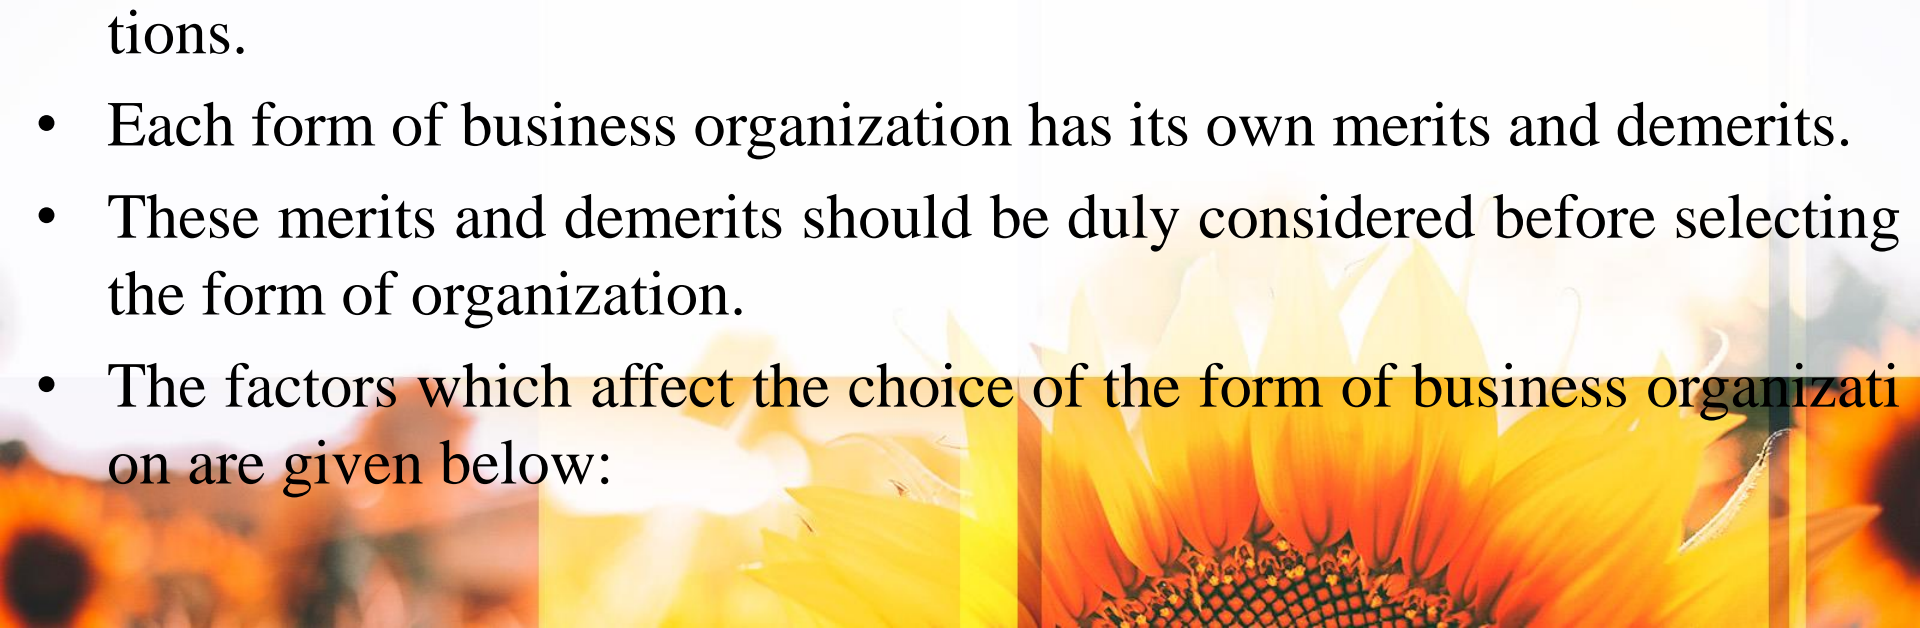 tions.
• Each form of business organization has its own merits and demerits.
• These merits and demerits should be duly considered before selecting
the form of organization.
• The factors which affect the choice of the form of business organizati
on are given below: